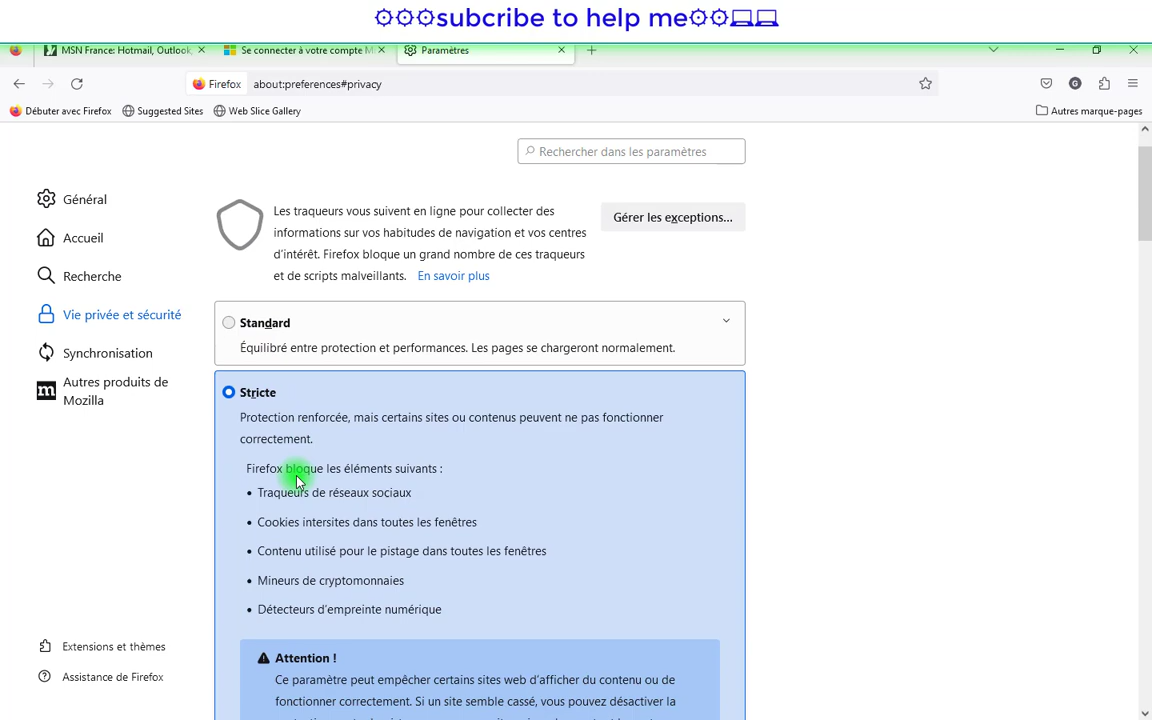 ⚙⚙⚙subcribe to help me⚙⚙💻💻
MSN France: Hotmail, Outlook,
Se connecter à votre compte Mi
Paramètres
Firefox
about:preferences#privacy
Débuter avec Firefox
Suggested Sites
Web Slice Gallery
Autres marque-pages
Rechercher dans les paramètres
Général
Accueil
Recherche
Vie privée et sécurité
Synchronisation
Autres produits de
Mozilla
Extensions et thèmes
Assistance de Firefox
Les traqueurs vous suivent en ligne pour collecter des
informations sur vos habitudes de navigation et vos centres
d'intérêt. Firefox bloque un grand nombre de ces traqueurs
et de scripts malveillants. En savoir plus
Gérer les exceptions…
Standard
Équilibré entre protection et performances. Les pages se chargeront normalement.
Stricte
Protection renforcée, mais certains sites ou contenus peuvent ne pas fonctionner
correctement.
Firefox bloque les éléments suivants :
• Traqueurs de réseaux sociaux
• Cookies intersites dans toutes les fenêtres
• Contenu utilisé pour le pistage dans toutes les fenêtres
• Mineurs de cryptomonnaies
• Détecteurs d'empreinte numérique
Attention !
Ce paramètre peut empêcher certains sites web d'afficher du contenu ou de
fonctionner correctement. Si un site semble cassé, vous pouvez désactiver la